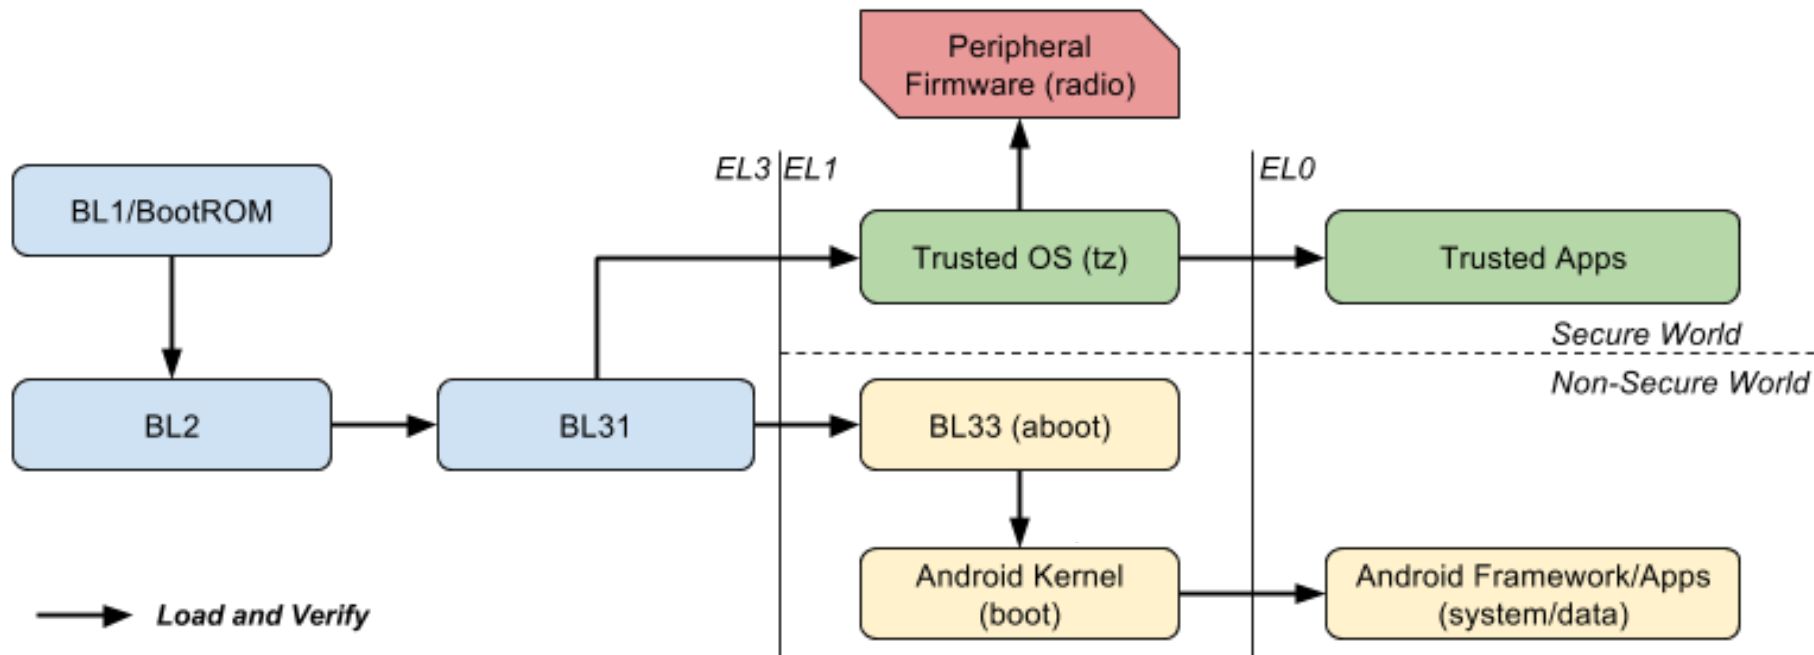 Peripheral
Firmware (radio)
EL3
EL1
EL0
BL1/BootROM
Trusted OS (tz)
Trusted Apps
Secure World
Non-Secure World
BL2
BL31
BL33 (aboot)
Android Kernel
(boot)
Android Framework/Apps
(system/data)
Load and Verify